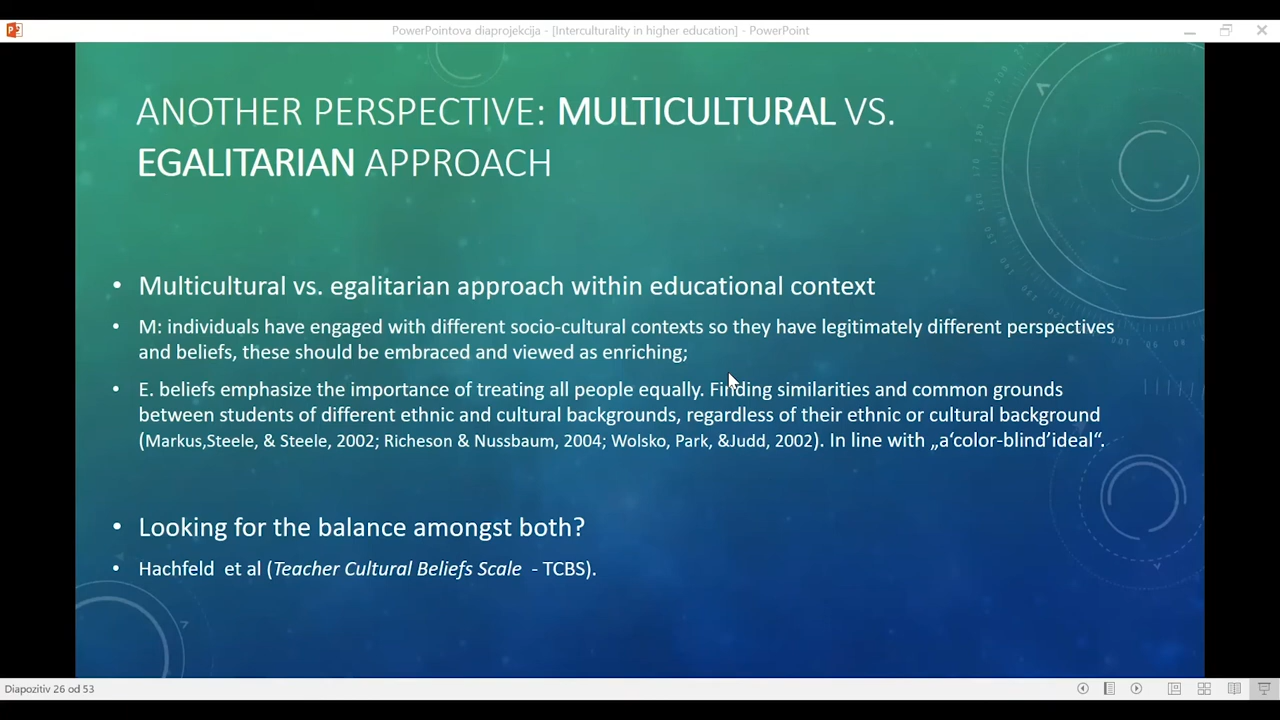 PowerPointova diaprojekcija - [Interculturality in higher education] - PowerPoint
ANOTHER PERSPECTIVE: MULTICULTURAL VS.
EGALITARIAN APPROACH
• Multicultural vs. egalitarian approach within educational context
• M: individuals have engaged with different socio-cultural contexts so they have legitimately different perspectives
and beliefs, these should be embraced and viewed as enriching;
• E. beliefs emphasize the importance of treating all people equally. Finding similarities and common grounds
between students of different ethnic and cultural backgrounds, regardless of their ethnic or cultural background
(Markus,Steele, & Steele, 2002; Richeson & Nussbaum, 2004; Wolsko, Park, &Judd, 2002). In line with „a‘color-blind’ideal“.
• Looking for the balance amongst both?
• Hachfeld et al (Teacher Cultural Beliefs Scale - TCBS).
Diapozitiv 26 od 53